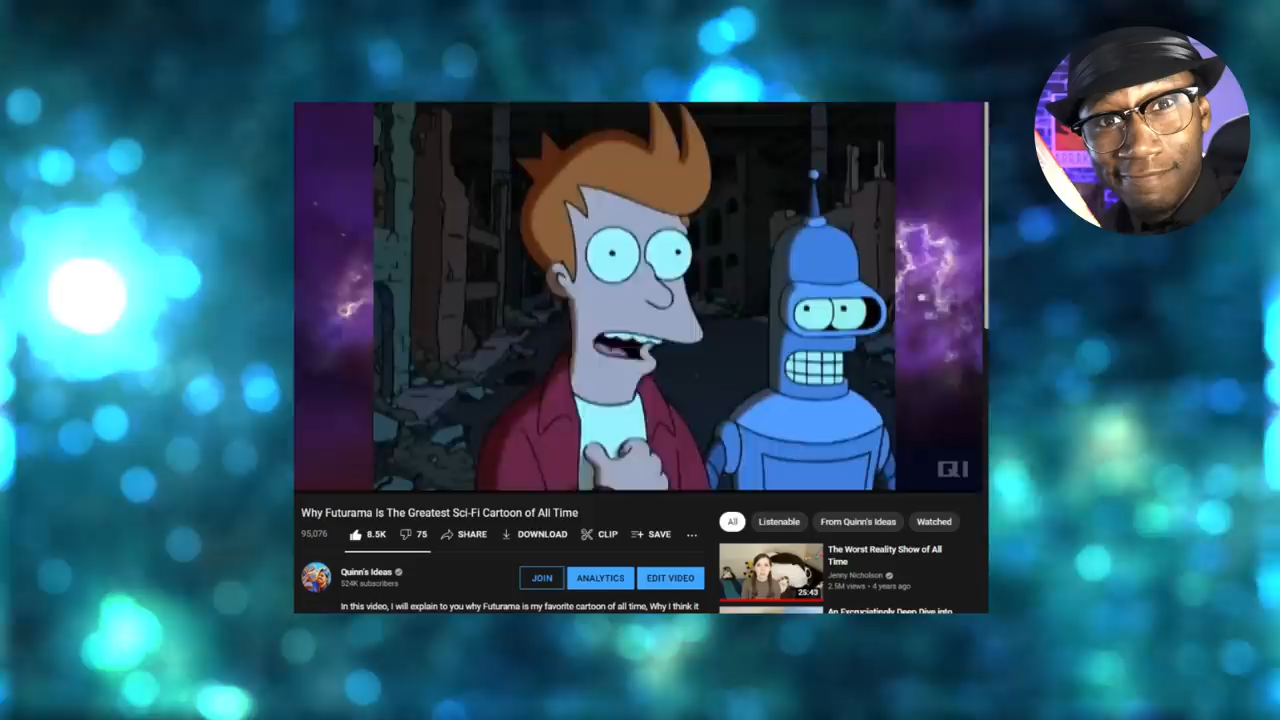 QI
Why Futurama Is The Greatest Sci-Fi Cartoon of All Time
95,076
8.5K
75
SHARE
DOWNLOAD
CLIP
SAVE
...
Quinn's Ideas
524K subscribers
JOIN
ANALYTICS
EDIT VIDEO
In this video, I will explain to you why Futurama is my favorite cartoon of all time, Why I think it
All
Listenable
From Quinn's Ideas
Watched
The Worst Reality Show of All
Time
Jenny Nicholson
2.5M views • 4 years ago
25:43
An Excruciatingly Deep Dive into